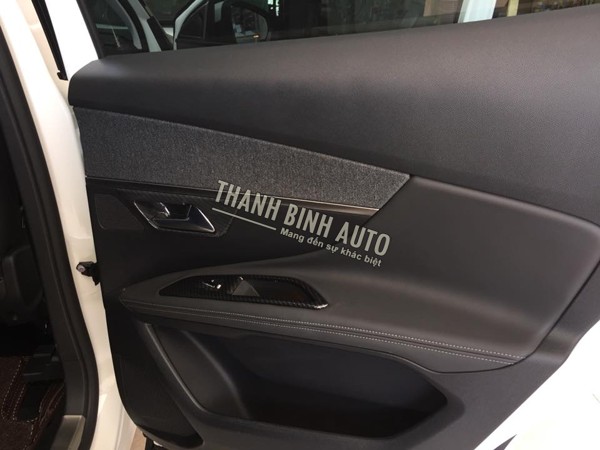 THANH BINH AUTO
Mang đến sự khác biệt